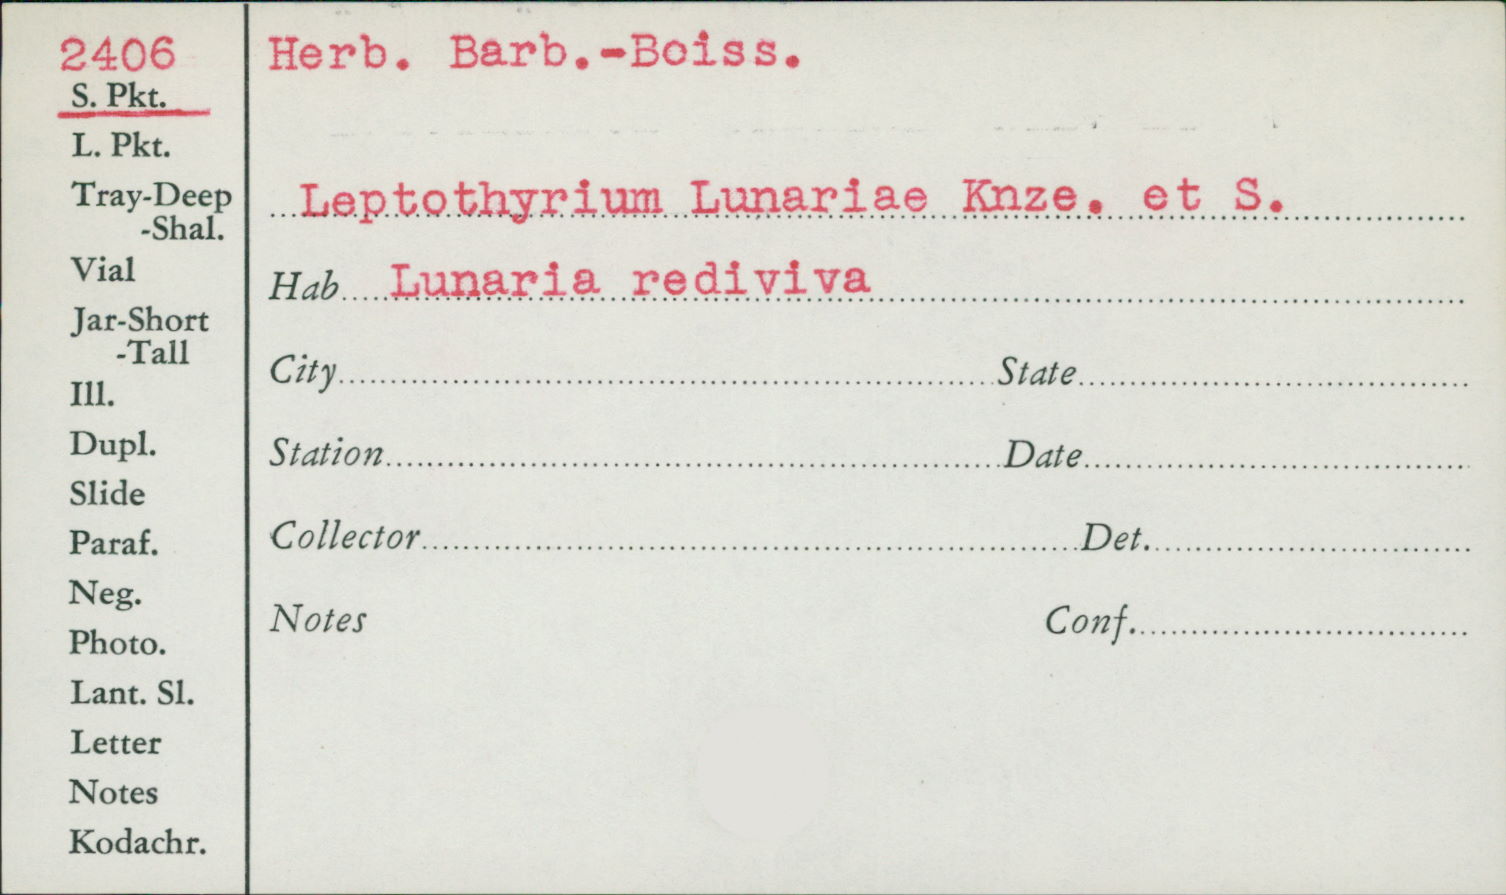 2406
S. Pkt.
L. Pkt.
Tray-Deep
-Shal.
Vial
Jar-Short
-Tall
Ill.
Dupl.
Slide
Paraf.
Neg.
Photo.
Lant. Sl.
Letter
Notes
Kodachr.
Herb. Barb.-Boiss.
Leptothyrium Lunariae Knze. et S.
Hab. Lunaria rediviva
City State
Station Date
Collector Det.
Notes Conf.